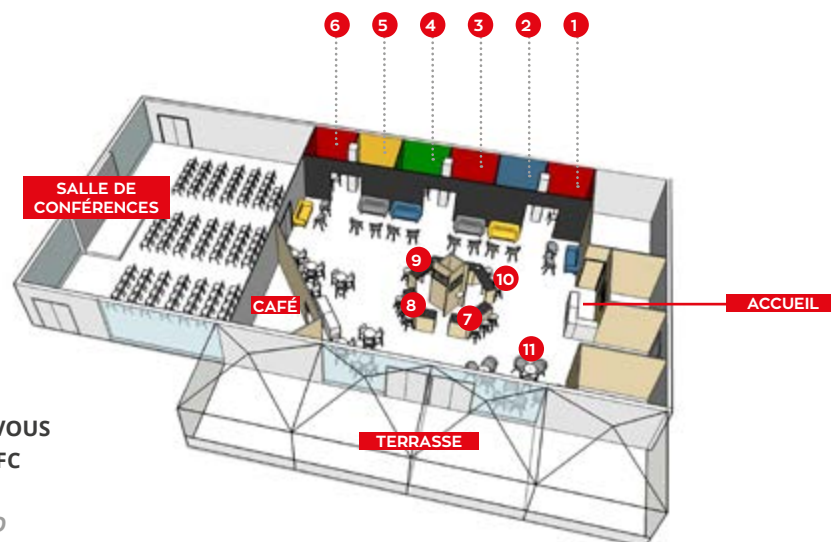 6 5 4 3 2 1
SALLE DE
CONFÉRENCES
9
10
CAFÉ
8
7
ACCUEIL
11
TERRASSE
VOUS
FC